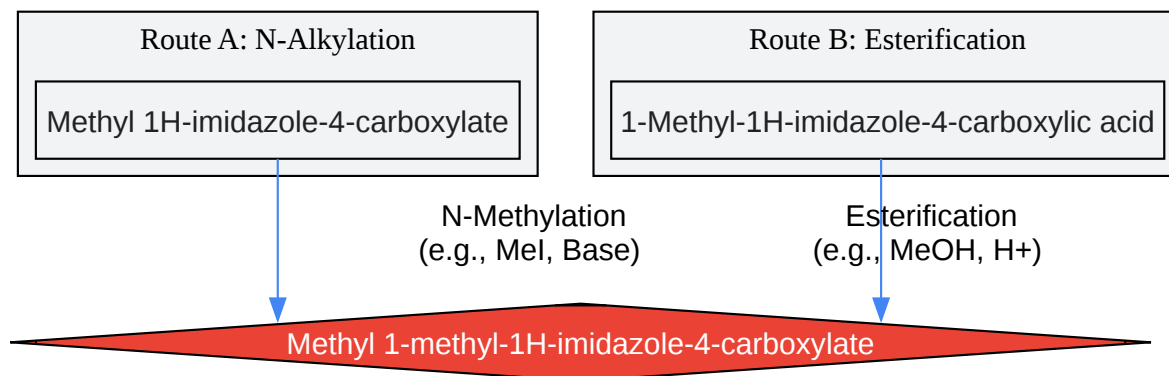 Route A: N-Alkylation
Methyl 1H-imidazole-4-carboxylate
Route B: Esterification
1-Methyl-1H-imidazole-4-carboxylic acid
N-Methylation
(e.g., MeI, Base)
Esterification
(e.g., MeOH, H+)
Methyl 1-methyl-1H-imidazole-4-carboxylate